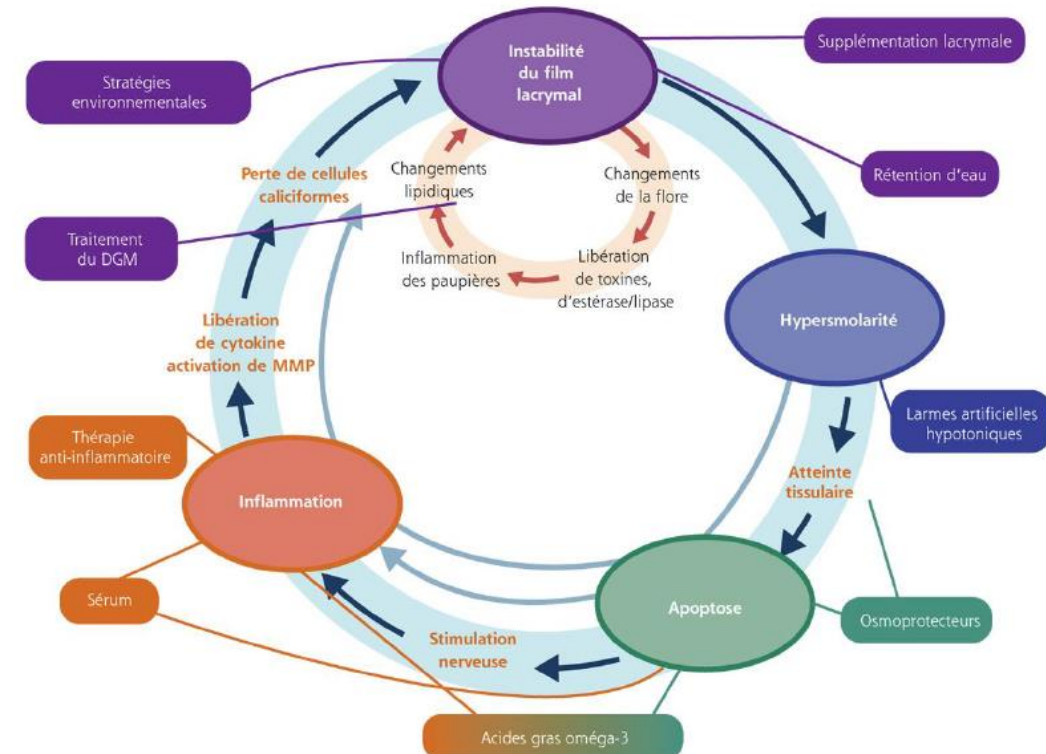 Instabilité
du film
lacrymal
Supplémentation lacrymale
Stratégies
environnementales
Rétention d'eau
Perte de cellules
caliciformes
Changements
lipidiques
Changements
de la flore
Traitement
du DGM
Inflammation
des paupières
Libération
de toxines,
d'estérase/lipase
Hypersmolarité
Libération
de cytokine
activation de MMP
Larmes artificielles
hypotoniques
Thérapie
anti-inflammatoire
Atteinte
tissulaire
Inflammation
Sérum
Apoptose
Osmoprotecteurs
Stimulation
nerveuse
Acides gras oméga-3